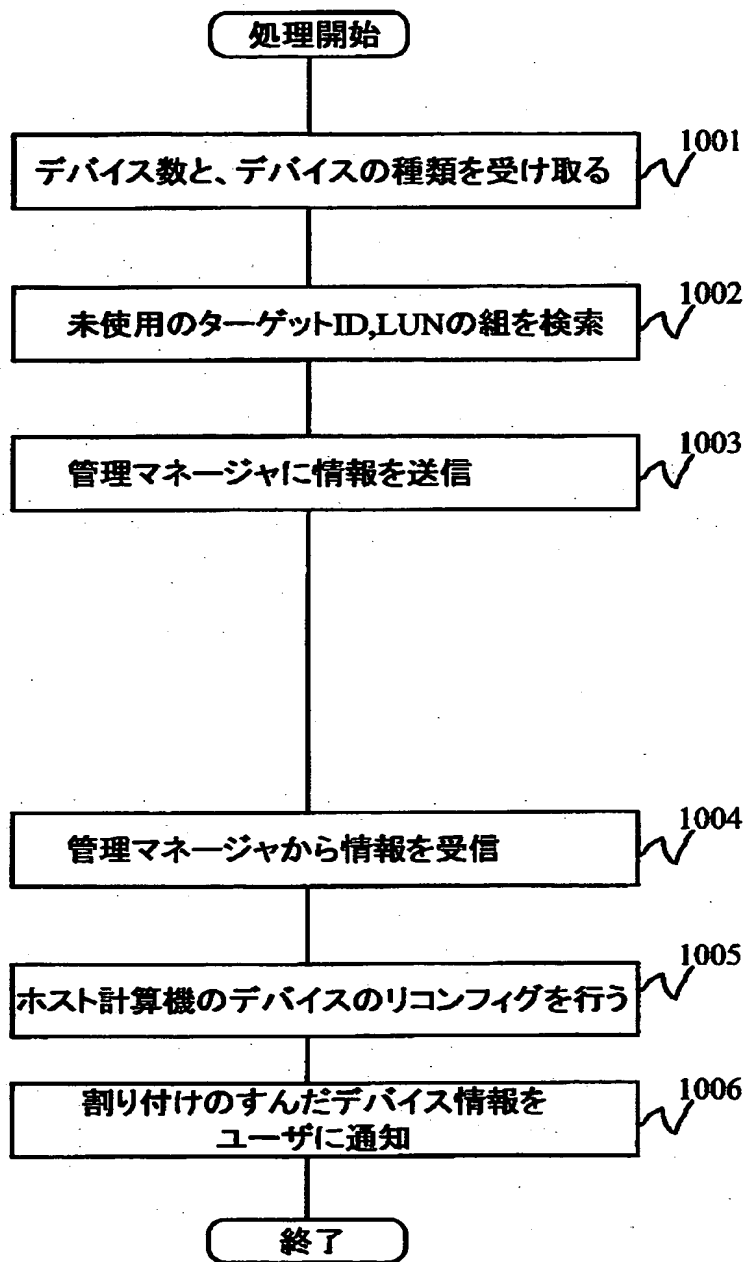 処理開始
デバイス数と、デバイスの種類を受け取る
1001
未使用のターゲットID,LUNの組を検索
1002
管理マネージャに情報を送信
1003
管理マネージャから情報を受信
1004
ホスト計算機のデバイスのリコンフィグを行う
1005
割り付けのすんだデバイス情報を
ユーザに通知
1006
終了